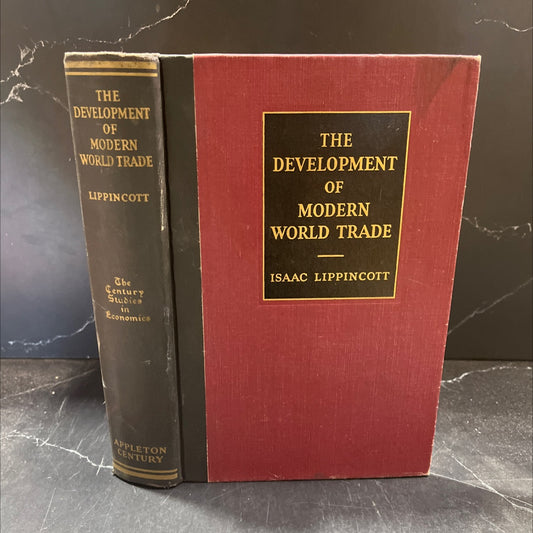 THE
DEVELOPMENT
OF
MODERN
WORLD TRADE
LIPPINCOTT
The
Century
Studies
in
Economics
APPLETON
CENTURY
THE
DEVELOPMENT
OF
MODERN
WORLD TRADE
ISAAC LIPPINCOTT